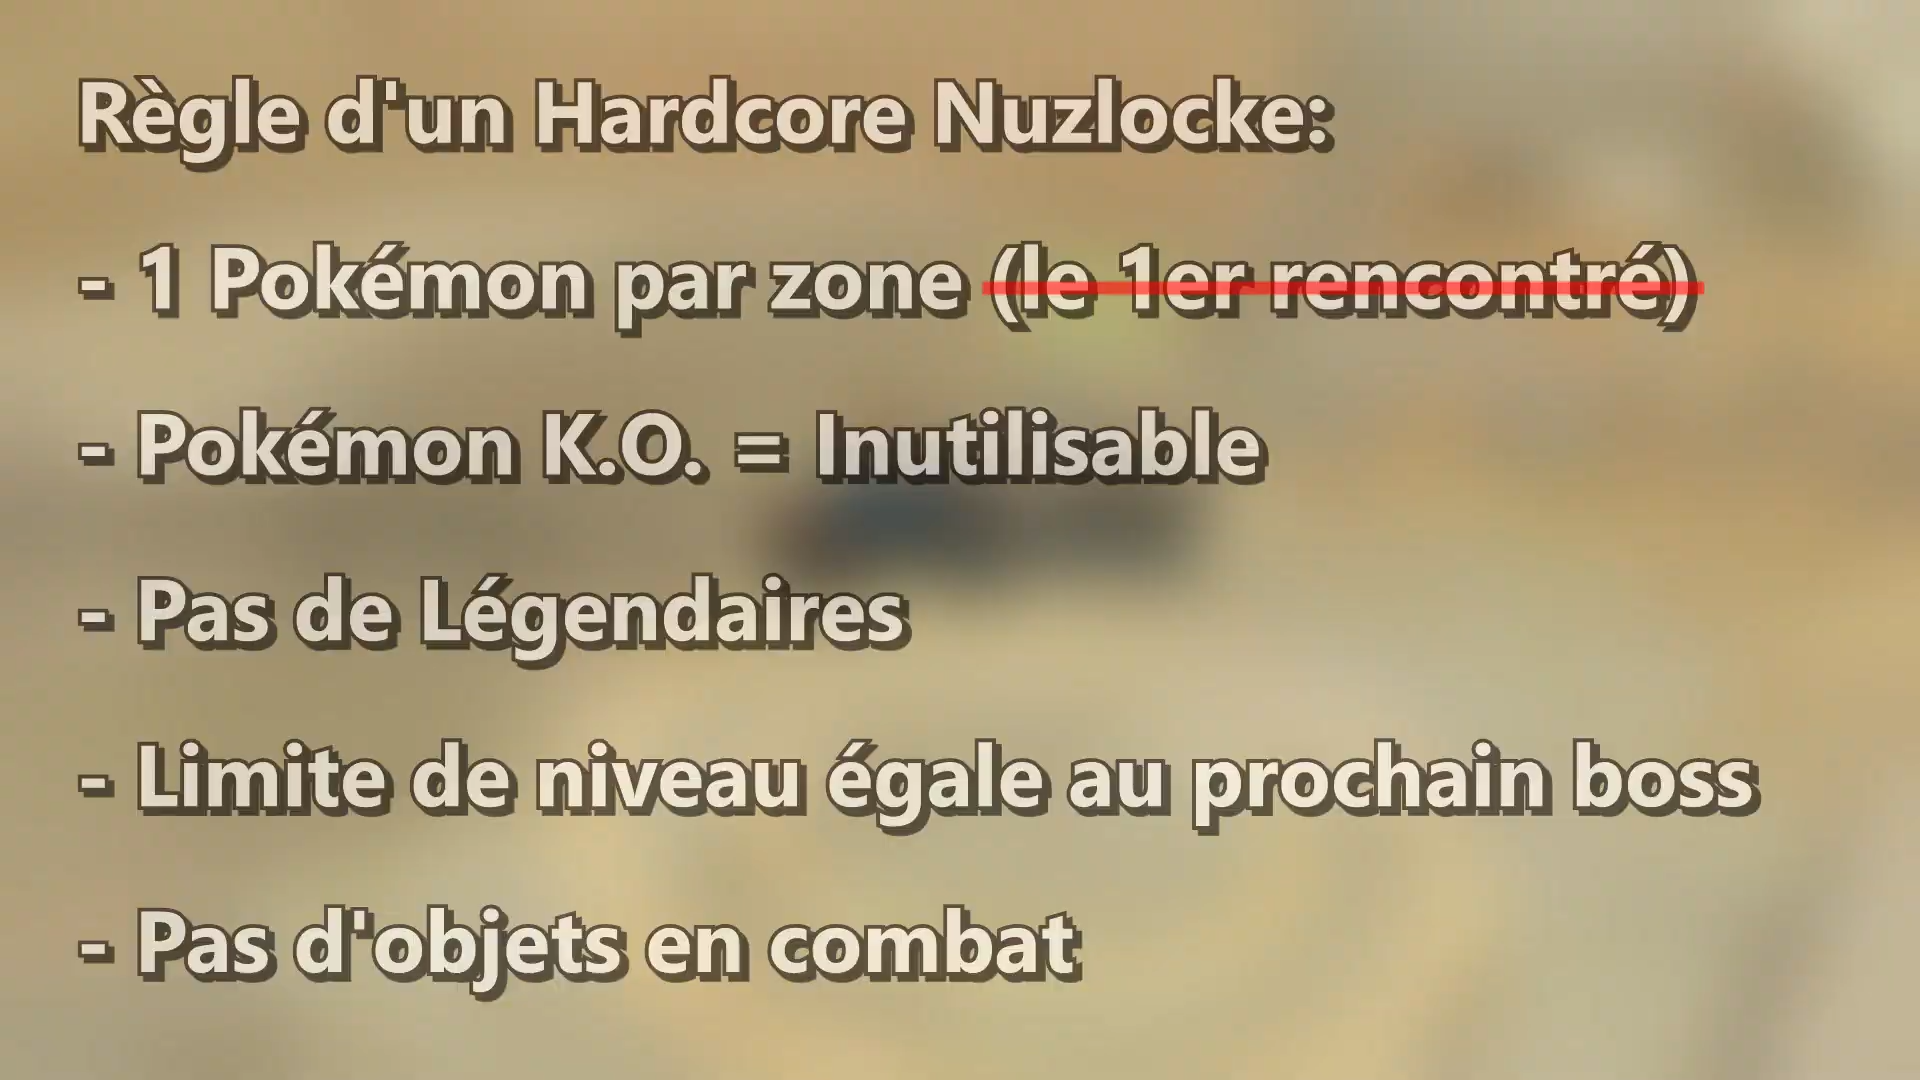 Règle d'un Hardcore Nuzlocke:
- 1 Pokémon par zone (le 1er rencontré)
- Pokémon K.O. = Inutilisable
- Pas de Légendaires
- Limite de niveau égale au prochain boss
- Pas d'objets en combat